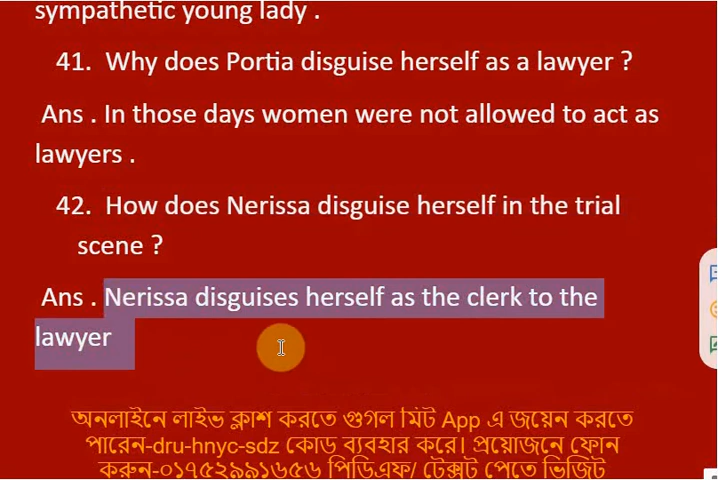 sympathetic young lady .
41. Why does Portia disguise herself as a lawyer ?
Ans . In those days women were not allowed to act as
lawyers .
42. How does Nerissa disguise herself in the trial
scene ?
Ans . Nerissa disguises herself as the clerk to the
lawyer
অনলাইনে লাইভ ক্লাশ করতে গুগল মিট App এ জয়েন করতে
পারেন-dru-hnyc-sdz কোড ব্যবহার করে। প্রয়োজনে ফোন
করুন-০১৭৫২৯৯১৬৫৬ পিডিএফ/ টেক্সট পেতে ভিজিট